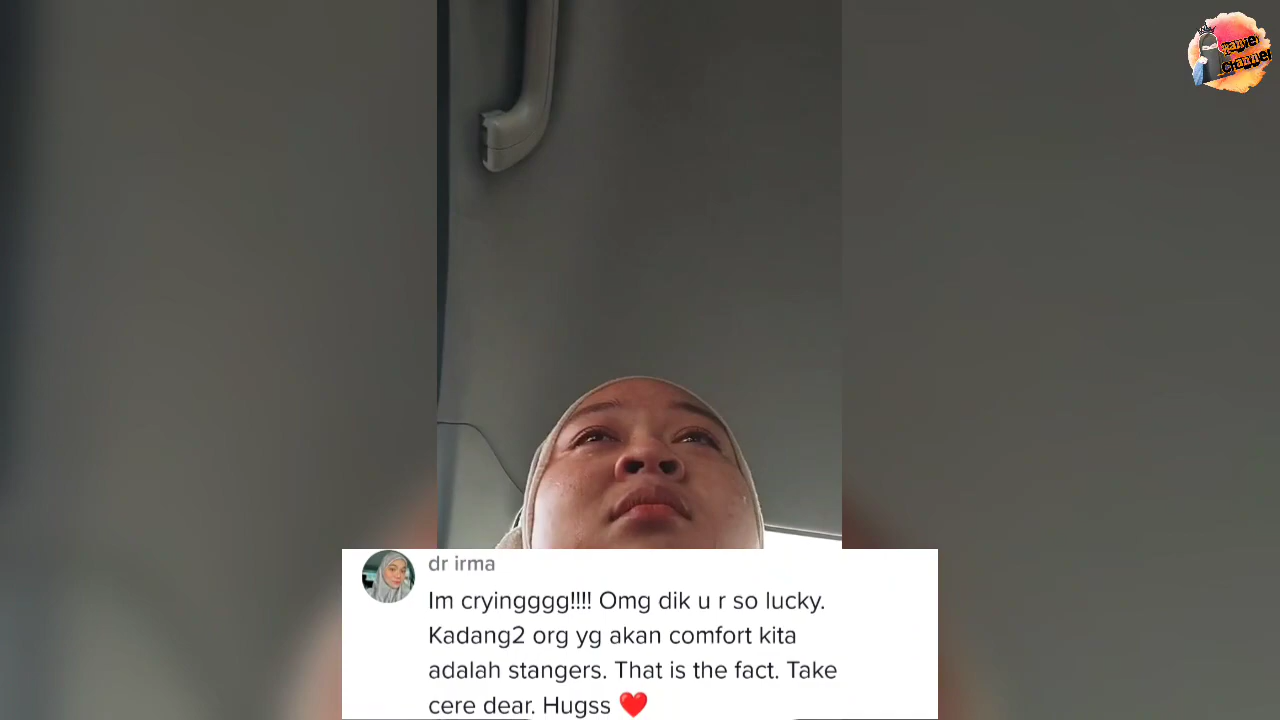 Channel
dr irma
Im cryingggg!!!! Omg dik u r so lucky.
Kadang2 org yg akan comfort kita
adalah stangers. That is the fact. Take
cere dear. Hugss ❤️